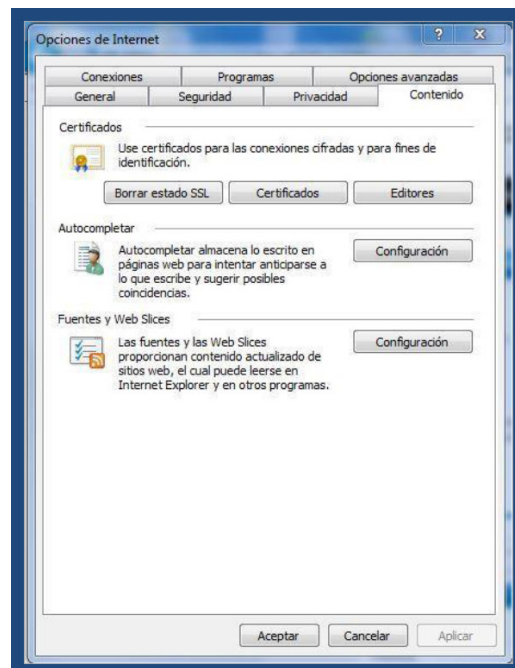 Opciones de Internet
Conexiones Programas Opciones avanzadas
General Seguridad Privacidad Contenido
Certificados
Use certificados para las conexiones cifradas y para fines de
identificación.
Borrar estado SSL Certificados Editores
Autocompletar
Autocompletar almacena lo escrito en
páginas web para intentar anticiparse a
lo que escribe y sugerir posibles
coincidencias.
Configuración
Fuentes y Web Slices
Las fuentes y las Web Slices
proporcionan contenido actualizado de
sitios web, el cual puede leerse en
Internet Explorer y en otros programas.
Configuración
Aceptar Cancelar Aplicar